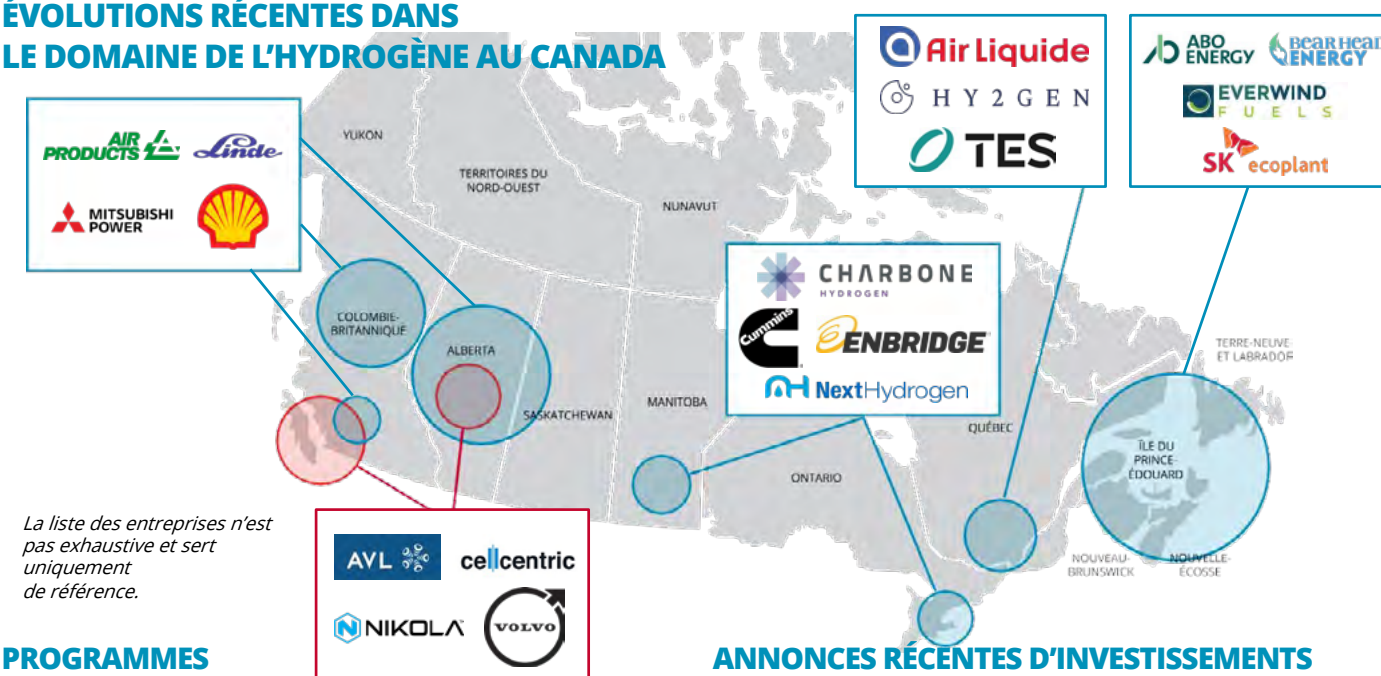 ÉVOLUTIONS RÉCENTES DANS
LE DOMAINE DE L'HYDROGÈNE AU CANADA
AIR
PRODUCTS
Linde
MITSUBISHI
POWER
YUKON
TERRITOIRES DU
NORD-OUEST
NUNAVUT
Air Liquide
HY2GEN
TES
ABO
ENERGY
BEAR HEAD
ENERGY
EVERWIND
FUELS
SK ecoplant
CHARBONE
HYDROGEN
Cummins
ENBRIDGE
NextHydrogen
COLOMBIE-
BRITANNIQUE
ALBERTA
SASKATCHEWAN
MANITOBA
ONTARIO
QUÉBEC
TERRE-NEUVE-
ET LABRADOR
ÎLE DU
PRINCE-
ÉDOUARD
NOUVEAU-
BRUNSWICK
NOUVELLE-
ÉCOSSE
La liste des entreprises n'est
pas exhaustive et sert
uniquement
de référence.
AVL
cellcentric
NIKOLA
VOLVO
PROGRAMMES
ANNONCES RÉCENTES D'INVESTISSEMENTS